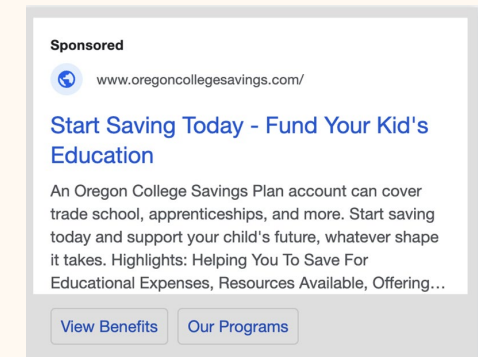 Sponsored
www.oregoncollegesavings.com/
Start Saving Today - Fund Your Kid's
Education
An Oregon College Savings Plan account can cover
trade school, apprenticeships, and more. Start saving
today and support your child's future, whatever shape
it takes. Highlights: Helping You To Save For
Educational Expenses, Resources Available, Offering...
View Benefits
Our Programs